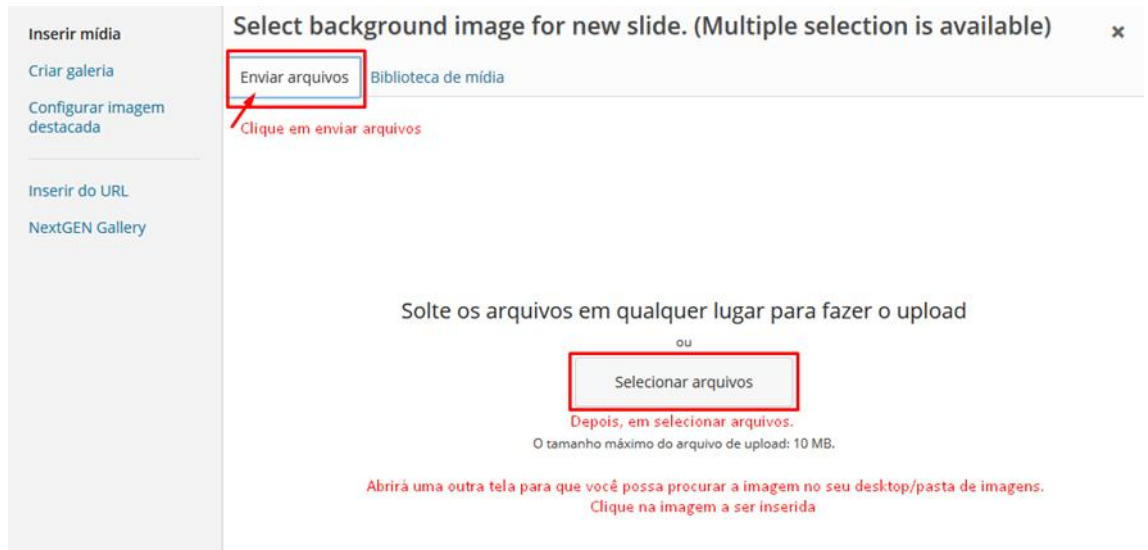 Inserir mídia
Criar galeria
Configurar imagem
destacada
Inserir do URL
NextGEN Gallery
Select background image for new slide. (Multiple selection is available)
×
Enviar arquivos Biblioteca de mídia
Clique em enviar arquivos
Solte os arquivos em qualquer lugar para fazer o upload
ou
Selecionar arquivos
Depois, em selecionar arquivos.
O tamanho máximo do arquivo de upload: 10 MB.
Abrirá uma outra tela para que você possa procurar a imagem no seu desktop/pasta de imagens.
Clique na imagem a ser inserida